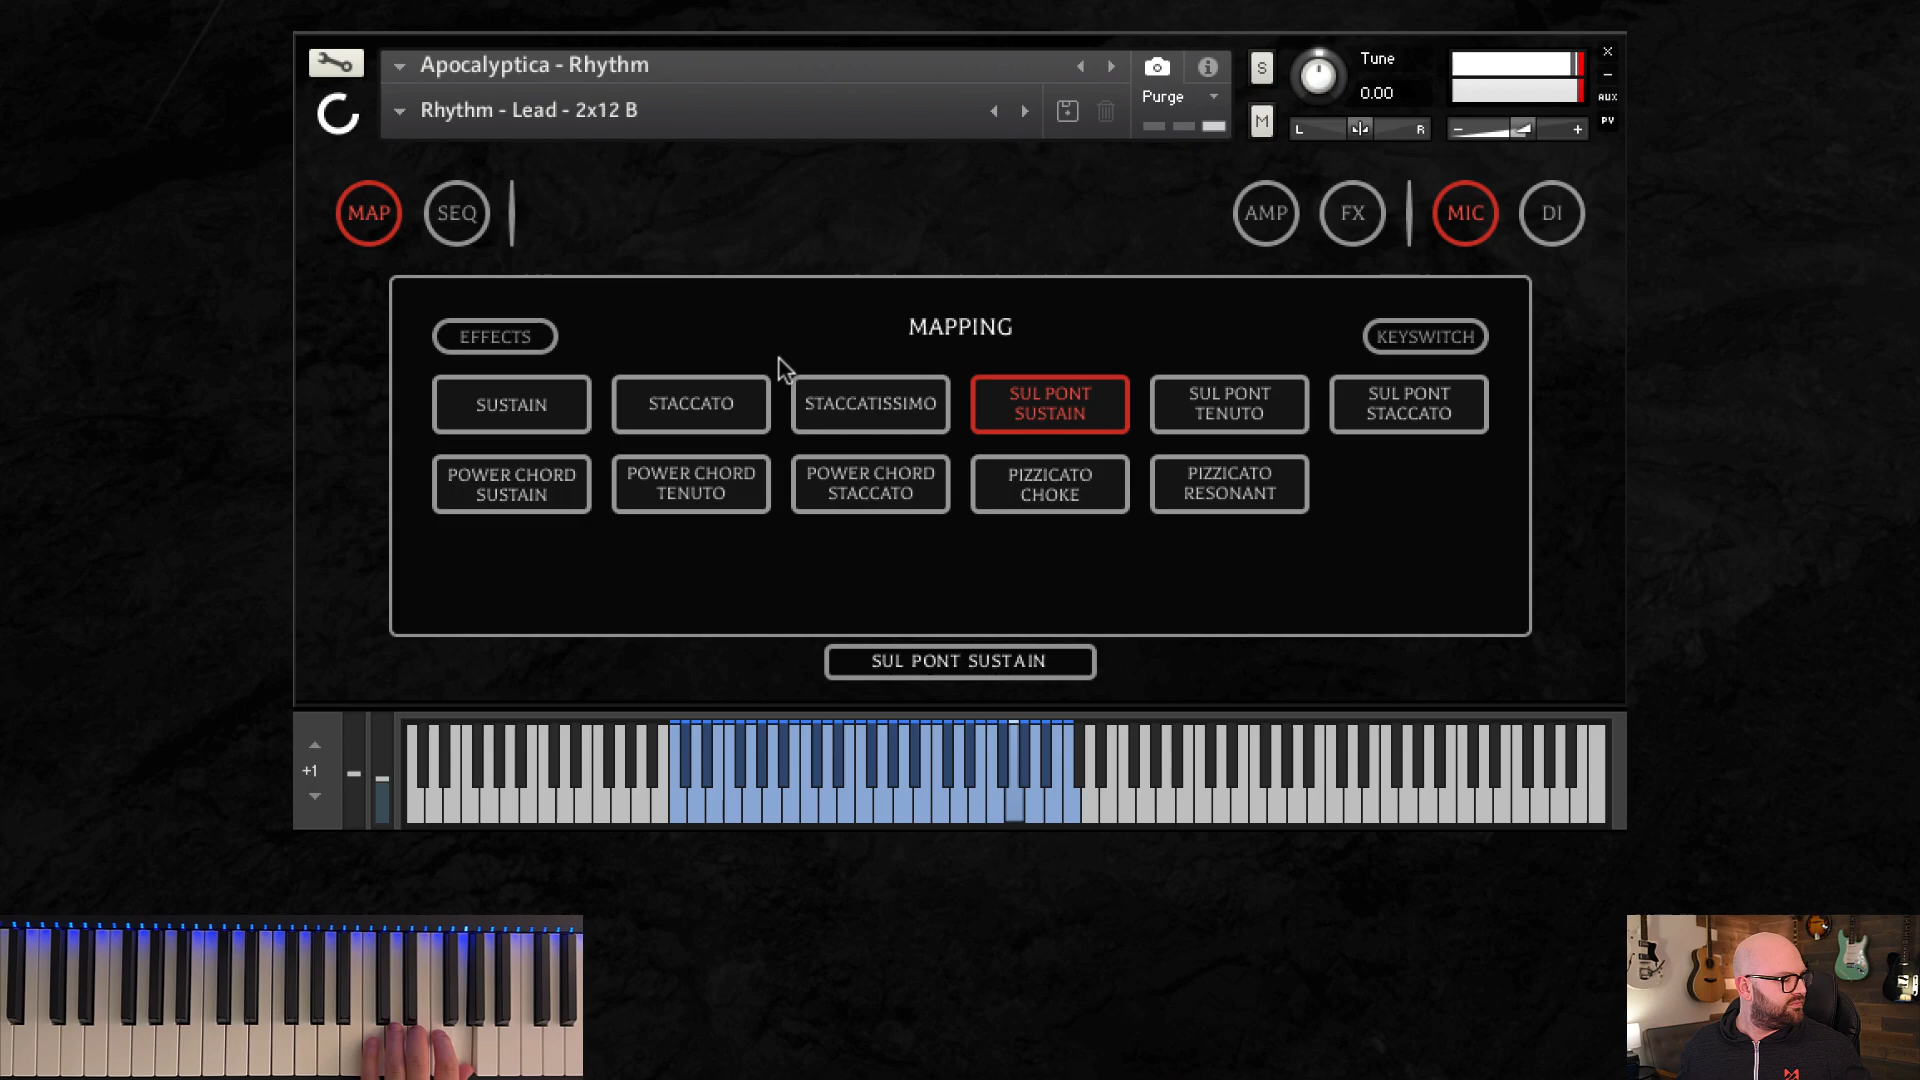 Apocalyptica - Rhythm
Rhythm - Lead - 2x12 B
Purge
S
M
Tune
0.00
L
R
AUX
PV
MAP
SEQ
AMP
FX
MIC
DI
EFFECTS
MAPPING
KEYSWITCH
SUSTAIN
STACCATO
STACCATISSIMO
SUL PONT
SUSTAIN
SUL PONT
TENUTO
SUL PONT
STACCATO
POWER CHORD
SUSTAIN
POWER CHORD
TENUTO
POWER CHORD
STACCATO
PIZZICATO
CHOKE
PIZZICATO
RESONANT
SUL PONT SUSTAIN
+1